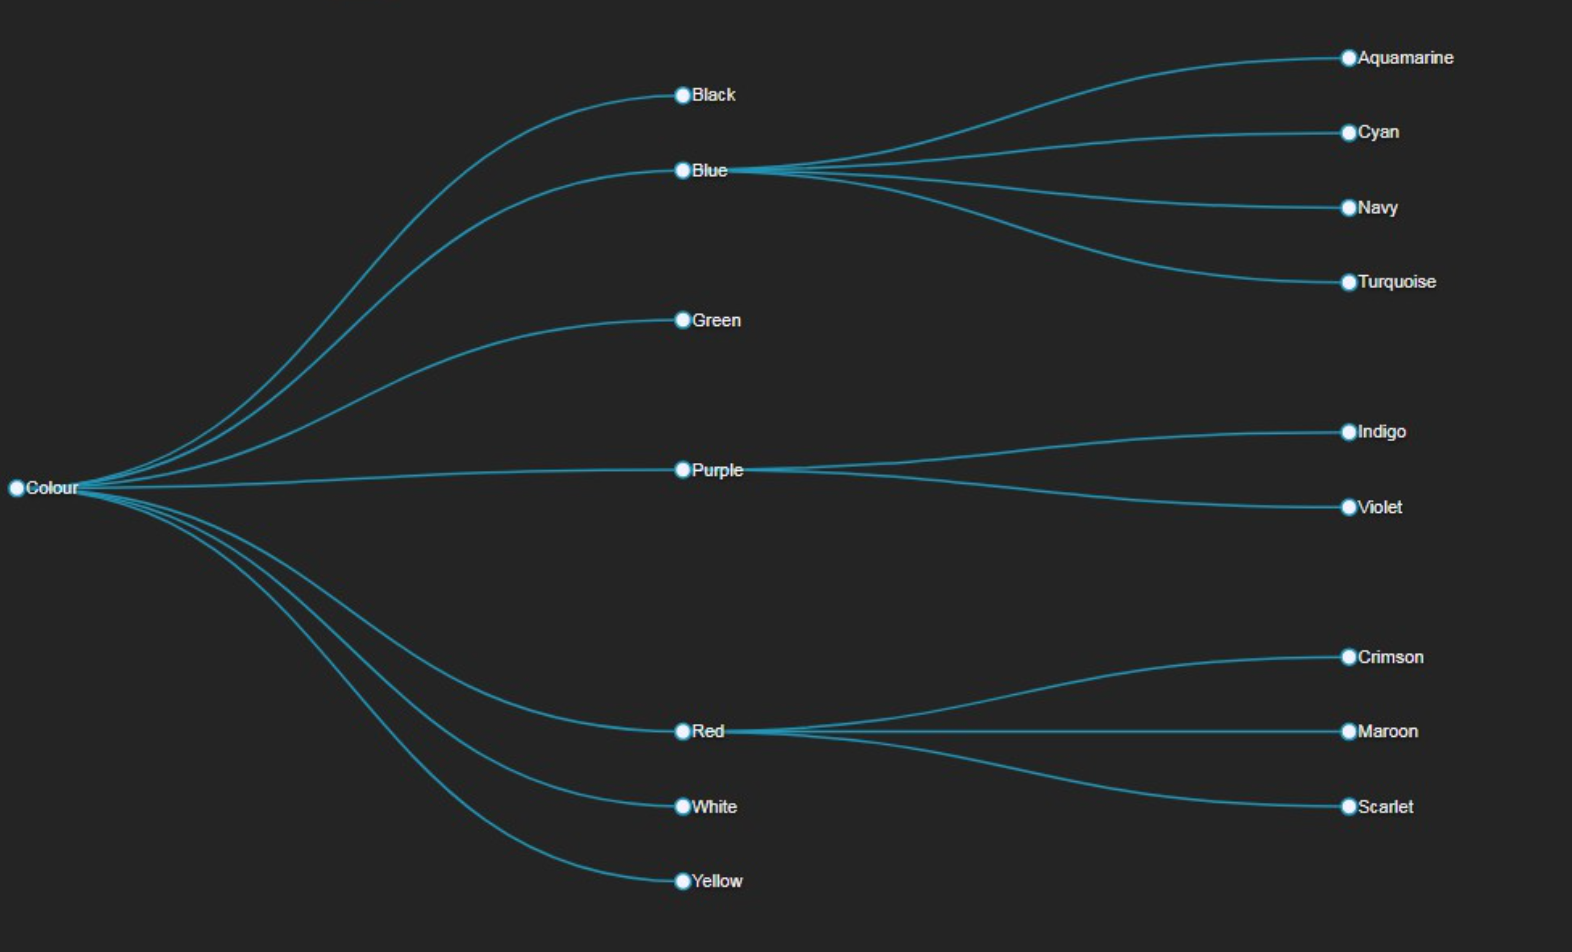 Colour
Black
Blue
Green
Purple
Red
White
Yellow
Aquamarine
Cyan
Navy
Turquoise
Indigo
Violet
Crimson
Maroon
Scarlet